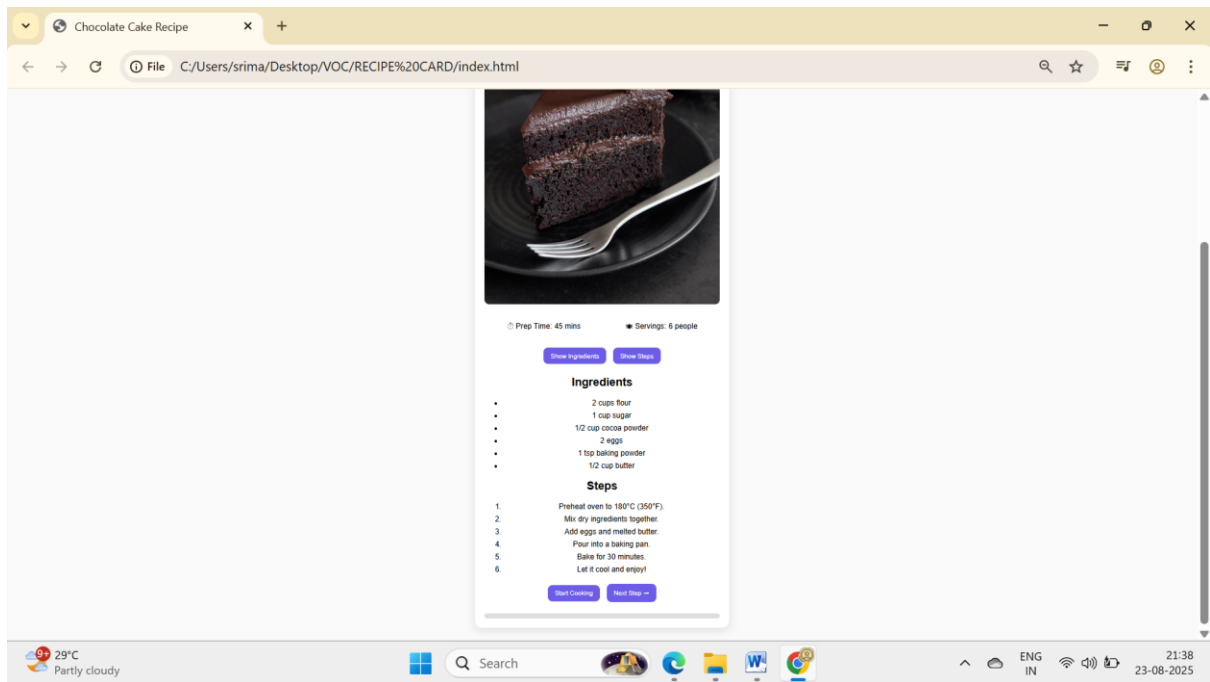 Chocolate Cake Recipe
File C:/Users/srima/Desktop/VOC/RECIPE%20CARD/index.html
Prep Time: 45 mins Servings: 6 people
Show Ingredients Show Steps
Ingredients
• 2 cups flour
• 1 cup sugar
• 1/2 cup cocoa powder
• 2 eggs
• 1 tsp baking powder
• 1/2 cup butter
Steps
1. Preheat oven to 180°C (350°F).
2. Mix dry ingredients together.
3. Add eggs and melted butter.
4. Pour into a baking pan.
5. Bake for 30 minutes.
6. Let it cool and enjoy!
Start Cooking Next Step →
9+ 29°C
Partly cloudy
Search
W
ENG
IN
21:38
23-08-2025